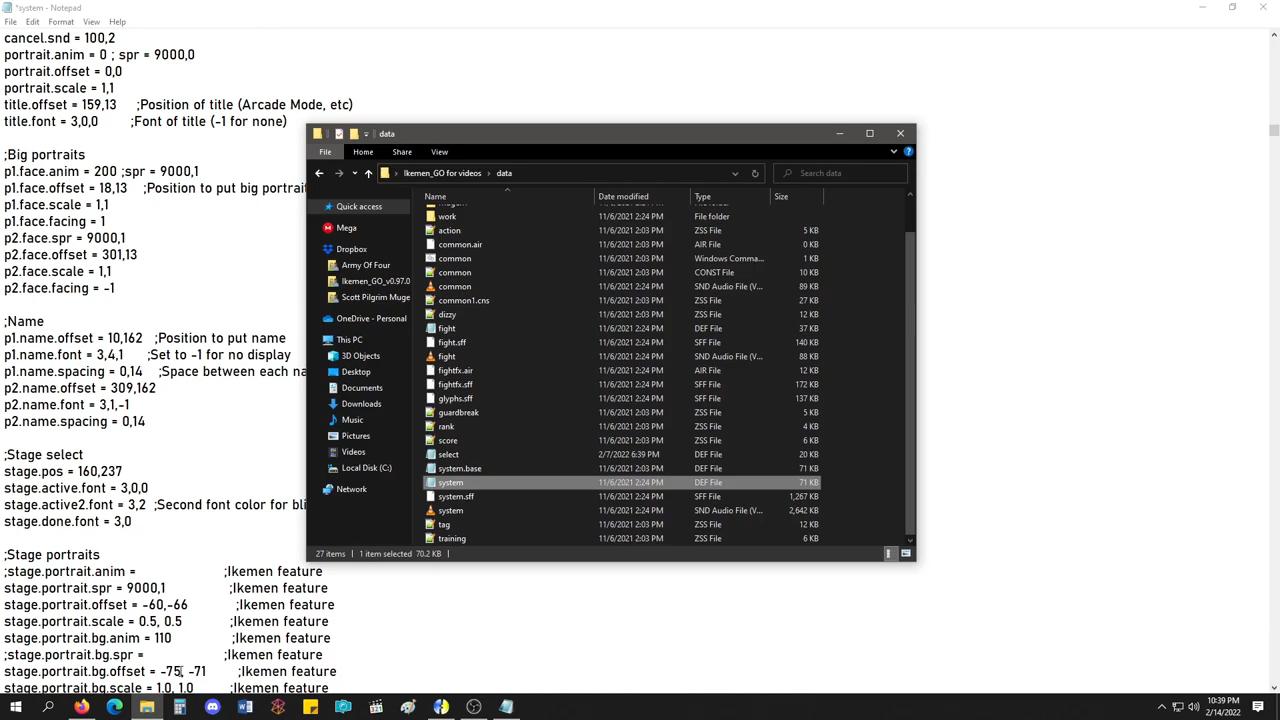 *system - Notepad
File Edit Format View Help
cancel.snd = 100,2
portrait.anim = 0 ; spr = 9000,0
portrait.offset = 0,0
portrait.scale = 1,1
title.offset = 159,13 ;Position of title (Arcade Mode, etc)
title.font = 3,0,0 ;Font of title (-1 for none)
;Big portraits
p1.face.anim = 200 ;spr = 9000,1
p1.face.offset = 18,13 ;Position to put big portrait
p1.face.scale = 1,1
p1.face.facing = 1
p2.face.spr = 9000,1
p2.face.offset = 301,13
p2.face.scale = 1,1
p2.face.facing = -1
;Name
p1.name.offset = 10,162 ;Position to put name
p1.name.font = 3,4,1 ;Set to -1 for no display
p1.name.spacing = 0,14 ;Space between each na
p2.name.offset = 309,162
p2.name.font = 3,1,-1
p2.name.spacing = 0,14
;Stage select
stage.pos = 160,237
stage.active.font = 3,0,0
stage.active2.font = 3,2 ;Second font color for bli
stage.done.font = 3,0
;Stage portraits
;stage.portrait.anim = ;Ikemen feature
stage.portrait.spr = 9000,1 ;Ikemen feature
stage.portrait.offset = -60,-66 ;Ikemen feature
stage.portrait.scale = 0.5, 0.5 ;Ikemen feature
stage.portrait.bg.anim = 110 ;Ikemen feature
;stage.portrait.bg.spr = ;Ikemen feature
stage.portrait.bg.offset = -75, -71 ;Ikemen feature
stage.portrait.bg.scale = 1.0, 1.0 ;Ikemen feature
data
File Home Share View
Ikemen_GO for videos > data
Search data
Quick access
Mega
Dropbox
Army Of Four
Ikemen_GO_v0.97.0
Scott Pilgrim Muge
OneDrive - Personal
This PC
3D Objects
Desktop
Documents
Downloads
Music
Pictures
Videos
Local Disk (C:)
Network
Name Date modified Type Size
work 11/6/2021 2:24 PM File folder
action 11/6/2021 2:03 PM ZSS File 5 KB
common.air 11/6/2021 2:03 PM AIR File 0 KB
common 11/6/2021 2:03 PM Windows Comma... 1 KB
common 11/6/2021 2:03 PM CONST File 10 KB
common 11/6/2021 2:03 PM SND Audio File (V... 89 KB
common1.cns 11/6/2021 2:03 PM ZSS File 27 KB
dizzy 11/6/2021 2:03 PM ZSS File 12 KB
fight 11/6/2021 2:03 PM DEF File 37 KB
fight.sff 11/6/2021 2:03 PM SFF File 140 KB
fight 11/6/2021 2:03 PM SND Audio File (V... 88 KB
fightfx.air 11/6/2021 2:03 PM AIR File 12 KB
fightfx.sff 11/6/2021 2:03 PM SFF File 172 KB
glyphs.sff 11/6/2021 2:03 PM SFF File 137 KB
guardbreak 11/6/2021 2:03 PM ZSS File 5 KB
rank 11/6/2021 2:03 PM ZSS File 4 KB
score 11/6/2021 2:03 PM ZSS File 6 KB
select 2/7/2022 6:39 PM DEF File 20 KB
system.base 11/6/2021 2:03 PM DEF File 71 KB
system 11/6/2021 2:24 PM DEF File 71 KB
system.sff 11/6/2021 2:24 PM SFF File 1,267 KB
system 11/6/2021 2:24 PM SND Audio File (V... 2,642 KB
tag 11/6/2021 2:03 PM ZSS File 12 KB
training 11/6/2021 2:03 PM ZSS File 6 KB
27 items 1 item selected 70.2 KB
10:39 PM
2/14/2022